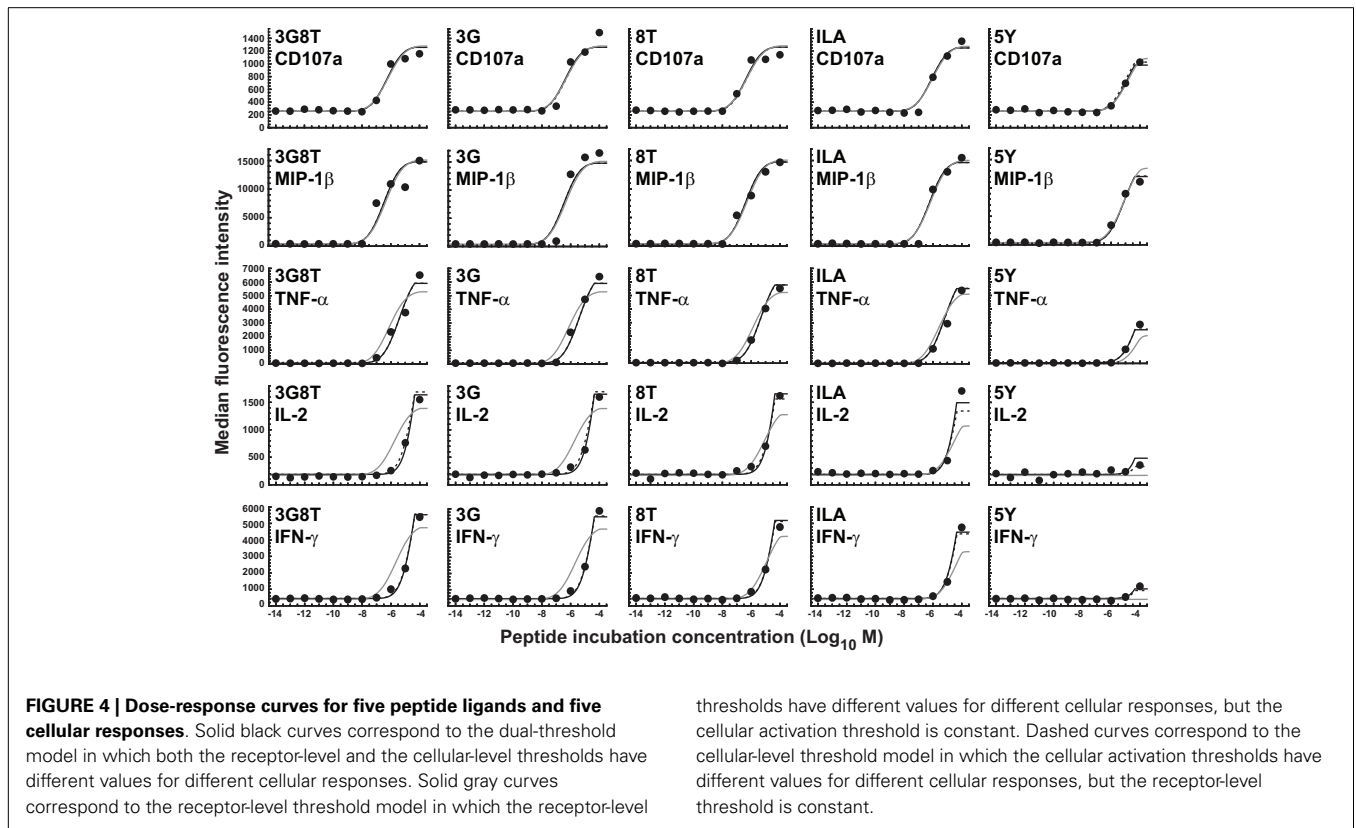 3G8T
CD107a
3G
CD107a
8T
CD107a
ILA
CD107a
5Y
CD107a
1400
1200
1000
800
600
400
200
0
3G8T
MIP-1β
3G
MIP-1β
8T
MIP-1β
ILA
MIP-1β
5Y
MIP-1β
15000
10000
5000
0
3G8T
TNF-α
3G
TNF-α
8T
TNF-α
ILA
TNF-α
5Y
TNF-α
7000
6000
5000
4000
3000
2000
1000
0
3G8T
IL-2
3G
IL-2
8T
IL-2
ILA
IL-2
5Y
IL-2
1500
1000
500
0
3G8T
IFN-γ
3G
IFN-γ
8T
IFN-γ
ILA
IFN-γ
5Y
IFN-γ
6000
5000
4000
3000
2000
1000
0
Median fluorescence intensity
-14 -12 -10 -8 -6 -4
-14 -12 -10 -8 -6 -4
-14 -12 -10 -8 -6 -4
-14 -12 -10 -8 -6 -4
-14 -12 -10 -8 -6 -4
Peptide incubation concentration (Log10 M)
FIGURE 4 | Dose-response curves for five peptide ligands and five
cellular responses. Solid black curves correspond to the dual-threshold
model in which both the receptor-level and the cellular-level thresholds have
different values for different cellular responses. Solid gray curves
correspond to the receptor-level threshold model in which the receptor-level
thresholds have different values for different cellular responses, but the
cellular activation threshold is constant. Dashed curves correspond to the
cellular-level threshold model in which the cellular activation thresholds have
different values for different cellular responses, but the receptor-level
threshold is constant.